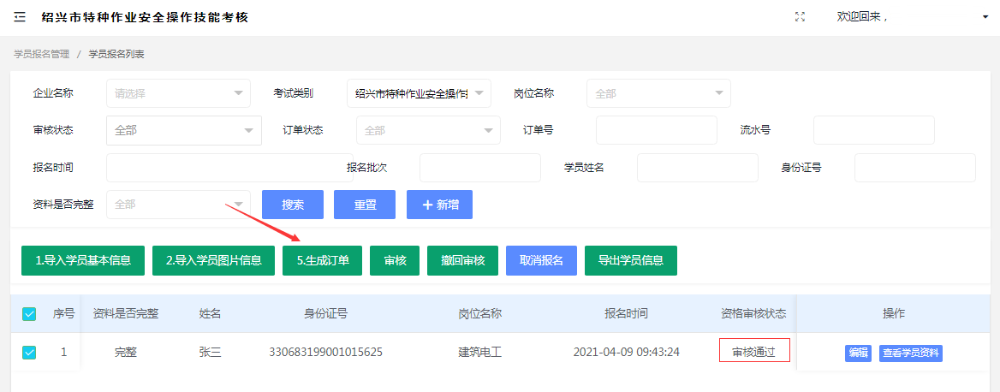 绍兴市特种作业安全操作技能考核 欢迎回来，
学员报名管理 / 学员报名列表
企业名称 请选择 考试类别 绍兴市特种作业安全操作技 岗位名称 全部
审核状态 全部 订单状态 全部 订单号 流水号
报名时间 报名批次 学员姓名 身份证号
资料是否完整 全部 搜索 重置 + 新增
1.导入学员基本信息 2.导入学员图片信息 5.生成订单 审核 撤回审核 取消报名 导出学员信息
序号 资料是否完整 姓名 身份证号 岗位名称 报名时间 资格审核状态 操作
1 完整 张三 330683199001015625 建筑电工 2021-04-09 09:43:24 审核通过 编辑 查看学员资料